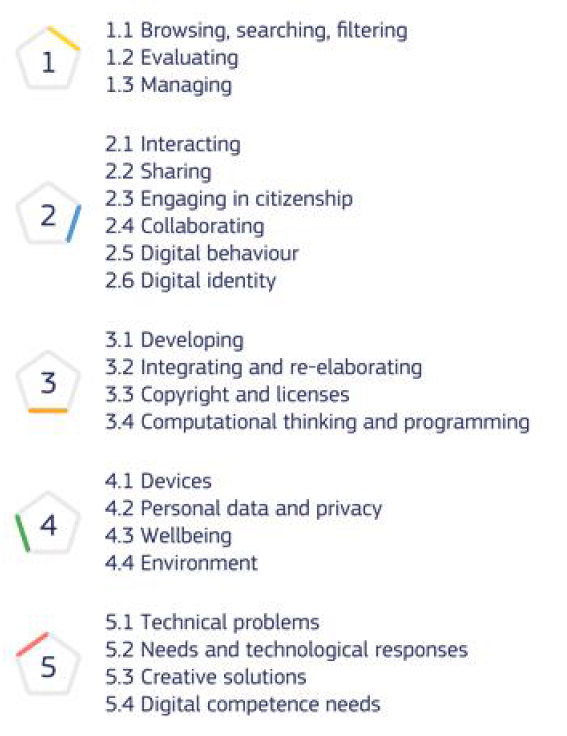 1
1.1 Browsing, searching, filtering
1.2 Evaluating
1.3 Managing
2
2.1 Interacting
2.2 Sharing
2.3 Engaging in citizenship
2.4 Collaborating
2.5 Digital behaviour
2.6 Digital identity
3
3.1 Developing
3.2 Integrating and re-elaborating
3.3 Copyright and licenses
3.4 Computational thinking and programming
4
4.1 Devices
4.2 Personal data and privacy
4.3 Wellbeing
4.4 Environment
5
5.1 Technical problems
5.2 Needs and technological responses
5.3 Creative solutions
5.4 Digital competence needs